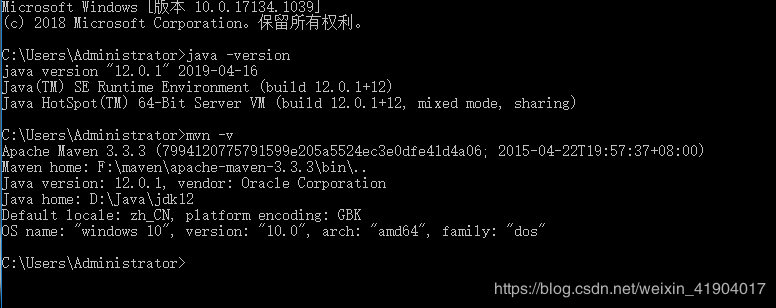 Microsoft Windows [版本 10.0.17134.1039]
(c) 2018 Microsoft Corporation。保留所有权利。
C:\Users\Administrator>java -version
java version "12.0.1" 2019-04-16
Java(TM) SE Runtime Environment (build 12.0.1+12)
Java HotSpot(TM) 64-Bit Server VM (build 12.0.1+12, mixed mode, sharing)
C:\Users\Administrator>mvn -v
Apache Maven 3.3.3 (7994120775791599e205a5524ec3e0dfe41d4a06; 2015-04-22T19:57:37+08:00)
Maven home: F:\maven\apache-maven-3.3.3\bin\..
Java version: 12.0.1, vendor: Oracle Corporation
Java home: D:\Java\jdk12
Default locale: zh_CN, platform encoding: GBK
OS name: "windows 10", version: "10.0", arch: "amd64", family: "dos"
C:\Users\Administrator>
https://blog.csdn.net/weixin_41904017